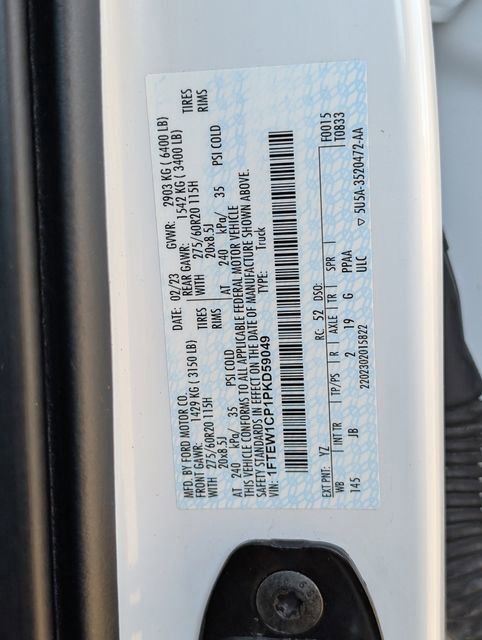 MFD. BY FORD MOTOR CO.
DATE: 02/23 GVWR: 2903 KG ( 6400 LB)
FRONT GAWR: 1429 KG ( 3150 LB) REAR GAWR: 1542 KG ( 3400 LB)
WITH 275/60R20 115H TIRES WITH 275/60R20 115H TIRES
20x8.5J RIMS 20x8.5J RIMS
AT 240 kPa/ 35 PSI COLD AT 240 kPa/ 35 PSI COLD
THIS VEHICLE CONFORMS TO ALL APPLICABLE FEDERAL MOTOR VEHICLE
SAFETY STANDARDS IN EFFECT ON THE DATE OF MANUFACTURE SHOWN ABOVE.
VIN: 1FTEW1CP1PKD59049 Truck
EXT PNT: YZ RC: 52 DSO: F0015
WB INT TR TP/PS R AXLE TR SPR T0833
145 JB 2 19 G PPAA
2202302015822 ULC ▽ 5U5A-3520472-AA